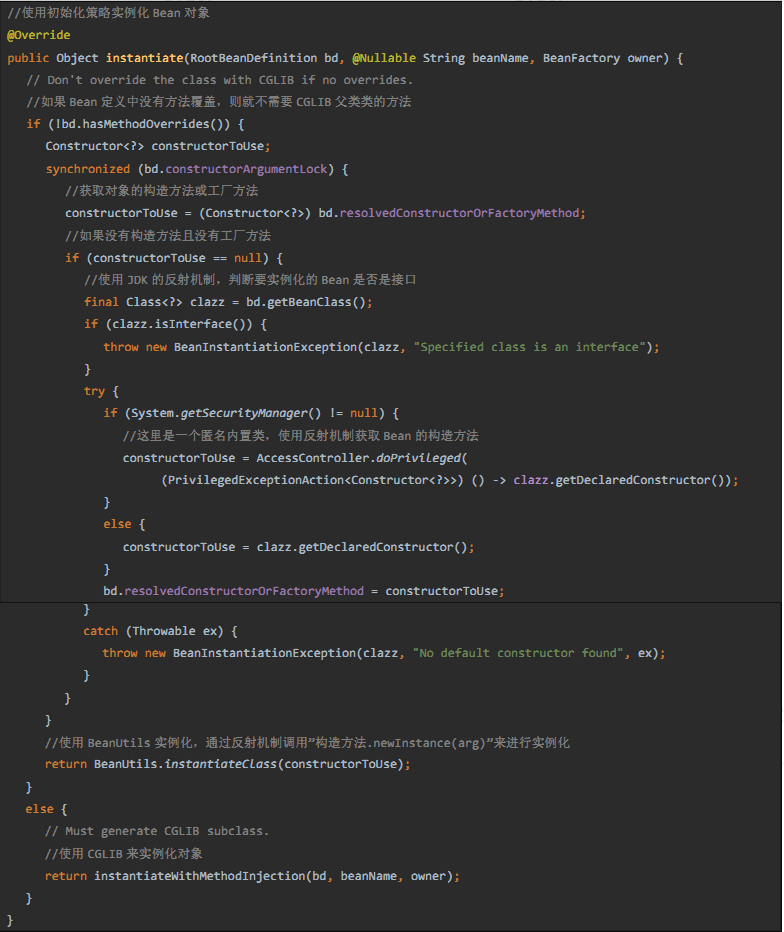 //使用初始化策略实例化 Bean 对象
@Override
public Object instantiate(RootBeanDefinition bd, @Nullable String beanName, BeanFactory owner) {
// Don't override the class with CGLIB if no overrides.
//如果 Bean 定义中没有方法覆盖，则就不需要 CGLIB 父类类的方法
if (!bd.hasMethodOverrides()) {
Constructor<?> constructorToUse;
synchronized (bd.constructorArgumentLock) {
//获取对象的构造方法或工厂方法
constructorToUse = (Constructor<?>) bd.resolvedConstructorOrFactoryMethod;
//如果没有构造方法且没有工厂方法
if (constructorToUse == null) {
//使用 JDK 的反射机制，判断要实例化的 Bean 是否是接口
final Class<?> clazz = bd.getBeanClass();
if (clazz.isInterface()) {
throw new BeanInstantiationException(clazz, "Specified class is an interface");
}
try {
if (System.getSecurityManager() != null) {
//这里是一个匿名内置类，使用反射机制获取 Bean 的构造方法
constructorToUse = AccessController.doPrivileged(
(PrivilegedExceptionAction<Constructor<?>>) () -> clazz.getDeclaredConstructor());
}
else {
constructorToUse = clazz.getDeclaredConstructor();
}
bd.resolvedConstructorOrFactoryMethod = constructorToUse;
}
catch (Throwable ex) {
throw new BeanInstantiationException(clazz, "No default constructor found", ex);
}
}
}
//使用 BeanUtils 实例化，通过反射机制调用”构造方法.newInstance(arg)”来进行实例化
return BeanUtils.instantiateClass(constructorToUse);
}
else {
// Must generate CGLIB subclass.
//使用 CGLIB 来实例化对象
return instantiateWithMethodInjection(bd, beanName, owner);
}
}